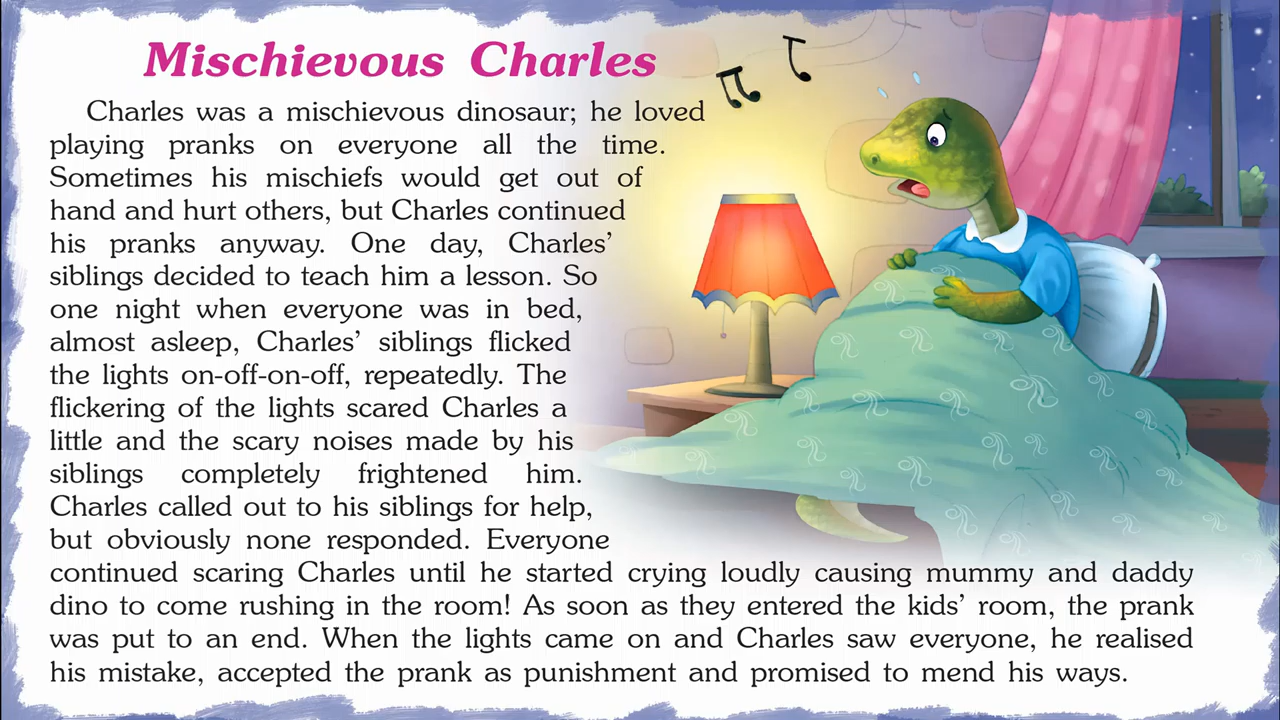 Mischievous Charles
Charles was a mischievous dinosaur; he loved
playing pranks on everyone all the time.
Sometimes his mischiefs would get out of
hand and hurt others, but Charles continued
his pranks anyway. One day, Charles’
siblings decided to teach him a lesson. So
one night when everyone was in bed,
almost asleep, Charles’ siblings flicked
the lights on-off-on-off, repeatedly. The
flickering of the lights scared Charles a
little and the scary noises made by his
siblings completely frightened him.
Charles called out to his siblings for help,
but obviously none responded. Everyone
continued scaring Charles until he started crying loudly causing mummy and daddy
dino to come rushing in the room! As soon as they entered the kids’ room, the prank
was put to an end. When the lights came on and Charles saw everyone, he realised
his mistake, accepted the prank as punishment and promised to mend his ways.